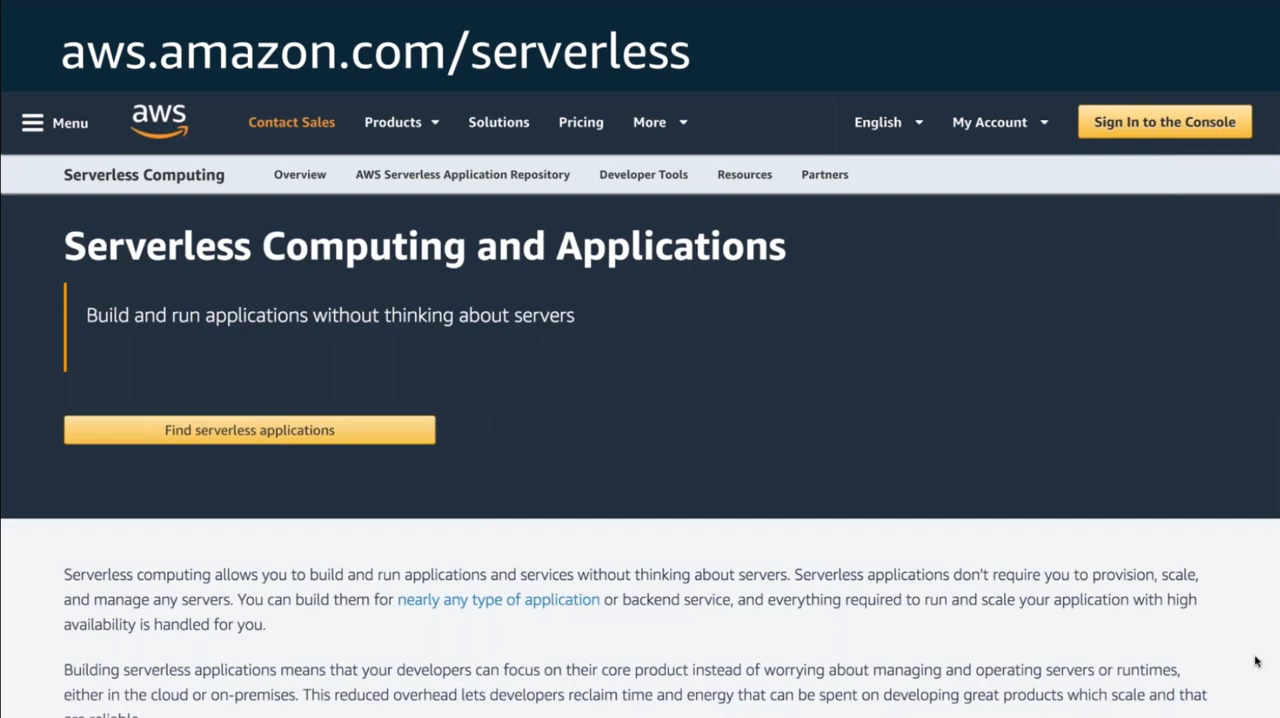 aws.amazon.com/serverless
Menu aws Contact Sales Products Solutions Pricing More English My Account Sign In to the Console
Serverless Computing Overview AWS Serverless Application Repository Developer Tools Resources Partners
Serverless Computing and Applications
Build and run applications without thinking about servers
Find serverless applications
Serverless computing allows you to build and run applications and services without thinking about servers. Serverless applications don't require you to provision, scale,
and manage any servers. You can build them for nearly any type of application or backend service, and everything required to run and scale your application with high
availability is handled for you.
Building serverless applications means that your developers can focus on their core product instead of worrying about managing and operating servers or runtimes,
either in the cloud or on-premises. This reduced overhead lets developers reclaim time and energy that can be spent on developing great products which scale and that
are reliable.